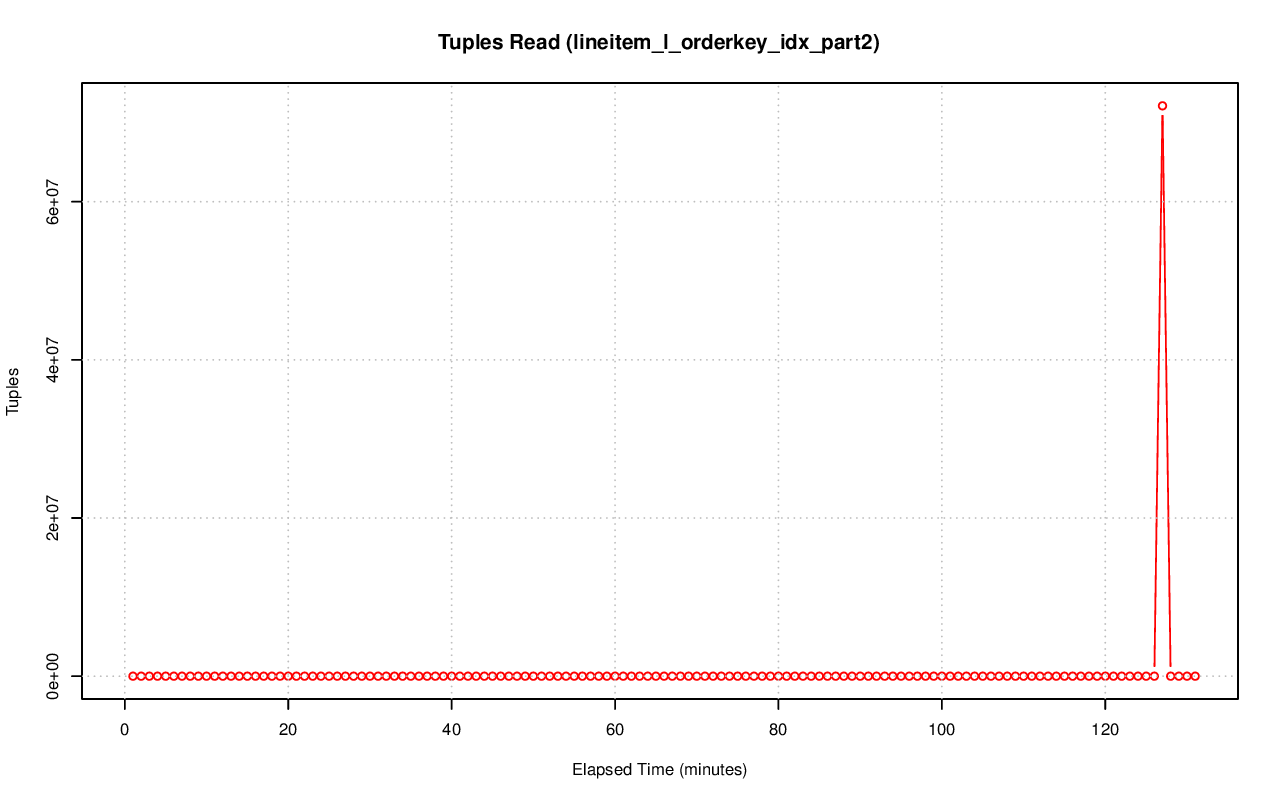 Tuples Read (lineitem_l_orderkey_idx_part2)
Tuples
6e+07
4e+07
2e+07
0e+00
0 20 40 60 80 100 120
Elapsed Time (minutes)